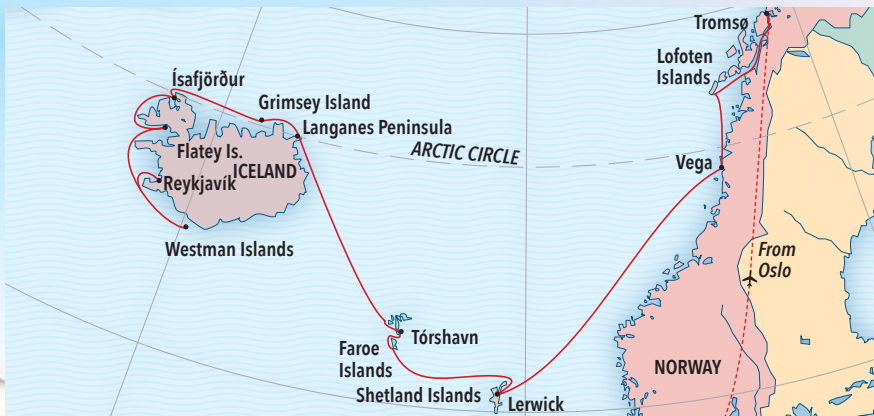 Tromsø
Lofoten
Islands
Ísafjörður
Grimsey Island
Langanes Peninsula
ARCTIC CIRCLE
Flatey Is.
ICELAND
Reykjavík
Vega
Westman Islands
From
Oslo
Tórshavn
Faroe
Islands
NORWAY
Shetland Islands
Lerwick